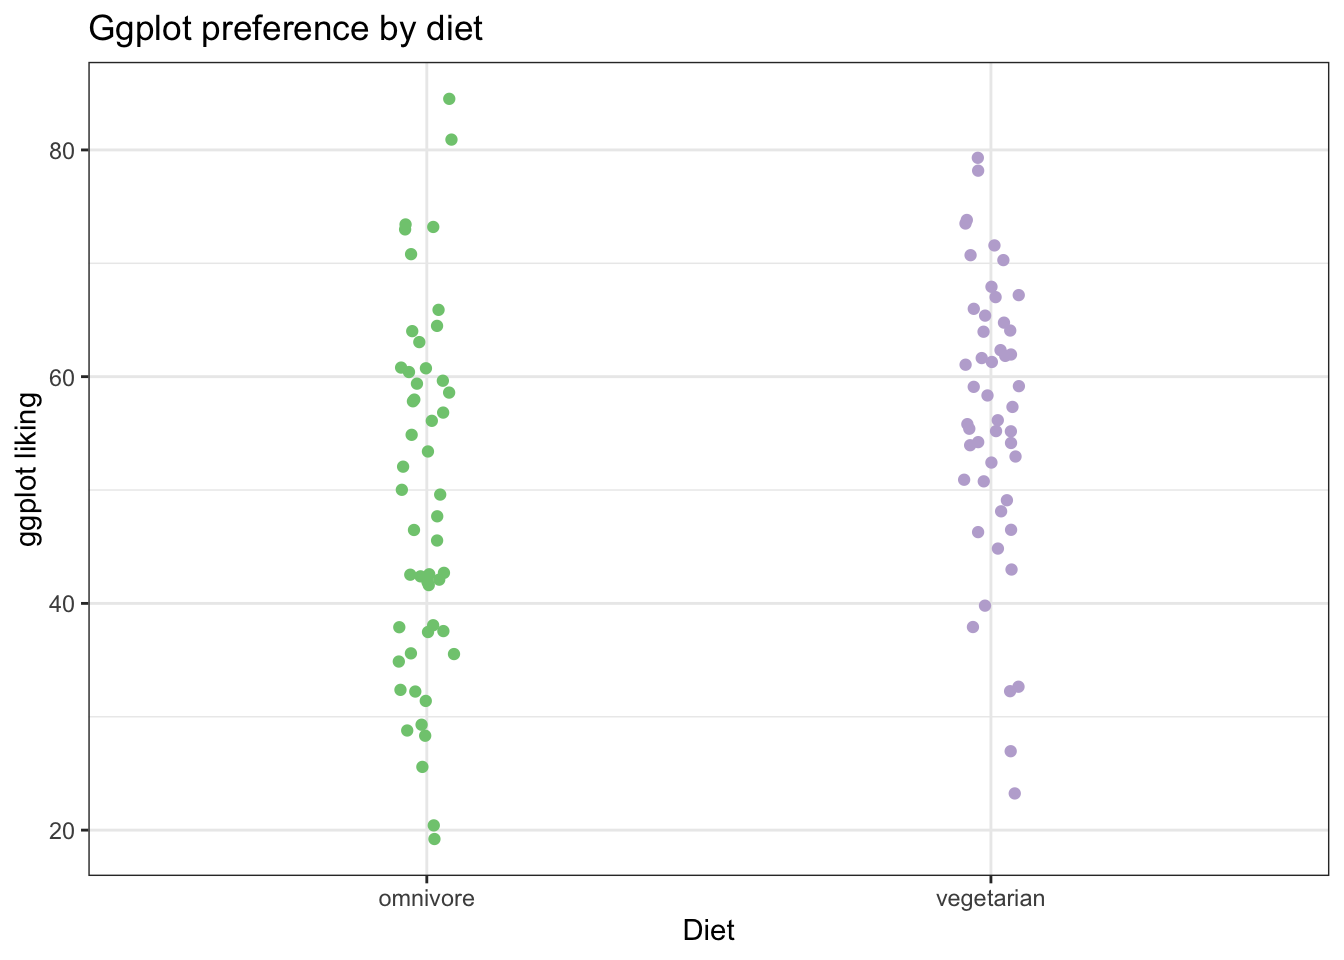 Ggplot preference by diet
80
60
40
20
ggplot liking
omnivore
vegetarian
Diet